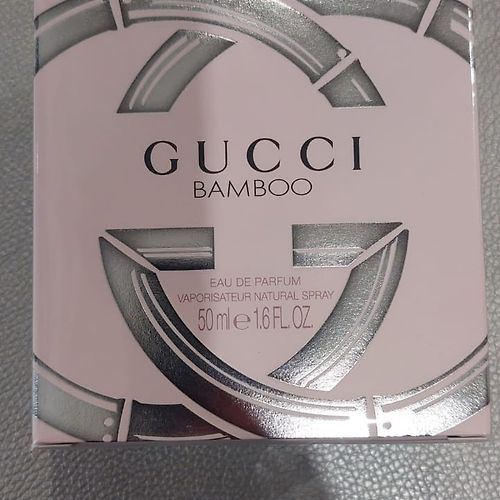 GUCCI
BAMBOO
EAU DE PARFUM
VAPORISATEUR NATURAL SPRAY
50 ml e 1.6 FL. OZ.